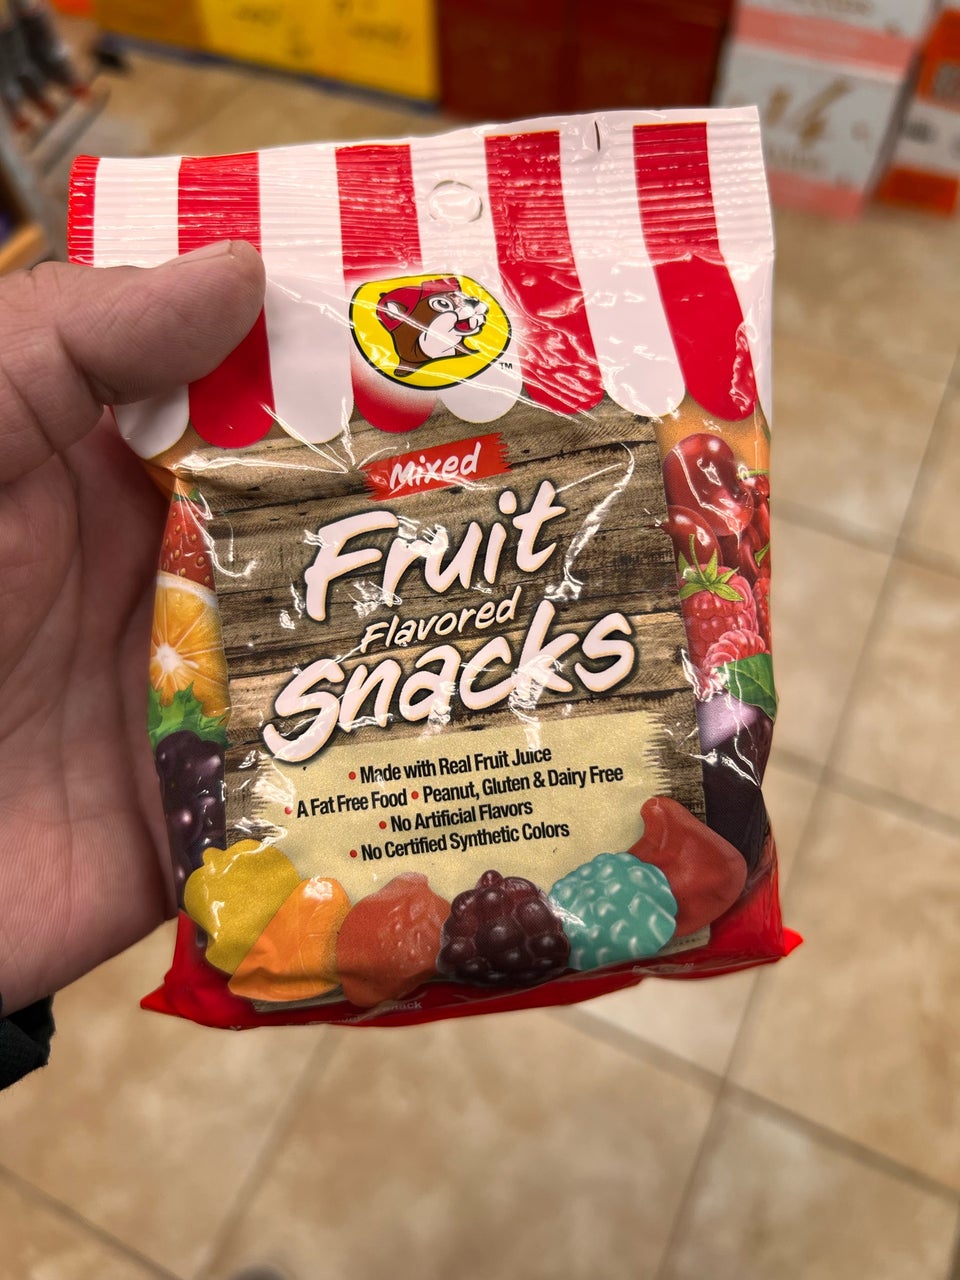 TM
Mixed
Fruit
Flavored
Snacks
• Made with Real Fruit Juice
• A Fat Free Food • Peanut, Gluten & Dairy Free
• No Artificial Flavors
• No Certified Synthetic Colors